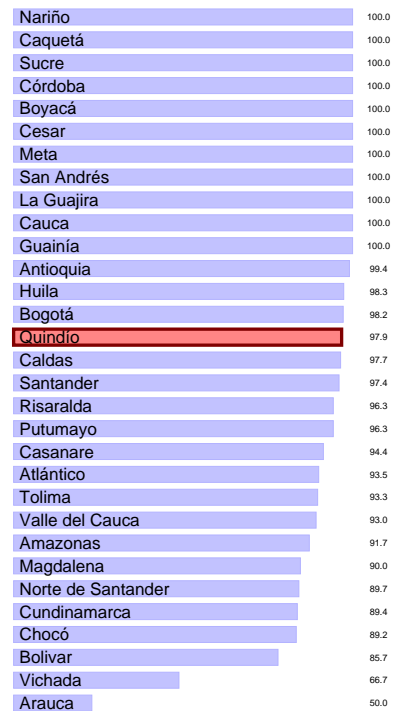 Nariño 100.0
Caquetá 100.0
Sucre 100.0
Córdoba 100.0
Boyacá 100.0
Cesar 100.0
Meta 100.0
San Andrés 100.0
La Guajira 100.0
Cauca 100.0
Guainía 100.0
Antioquia 99.4
Huila 98.3
Bogotá 98.2
Quindío 97.9
Caldas 97.7
Santander 97.4
Risaralda 96.3
Putumayo 96.3
Casanare 94.4
Atlántico 93.5
Tolima 93.3
Valle del Cauca 93.0
Amazonas 91.7
Magdalena 90.0
Norte de Santander 89.7
Cundinamarca 89.4
Chocó 89.2
Bolivar 85.7
Vichada 66.7
Arauca 50.0